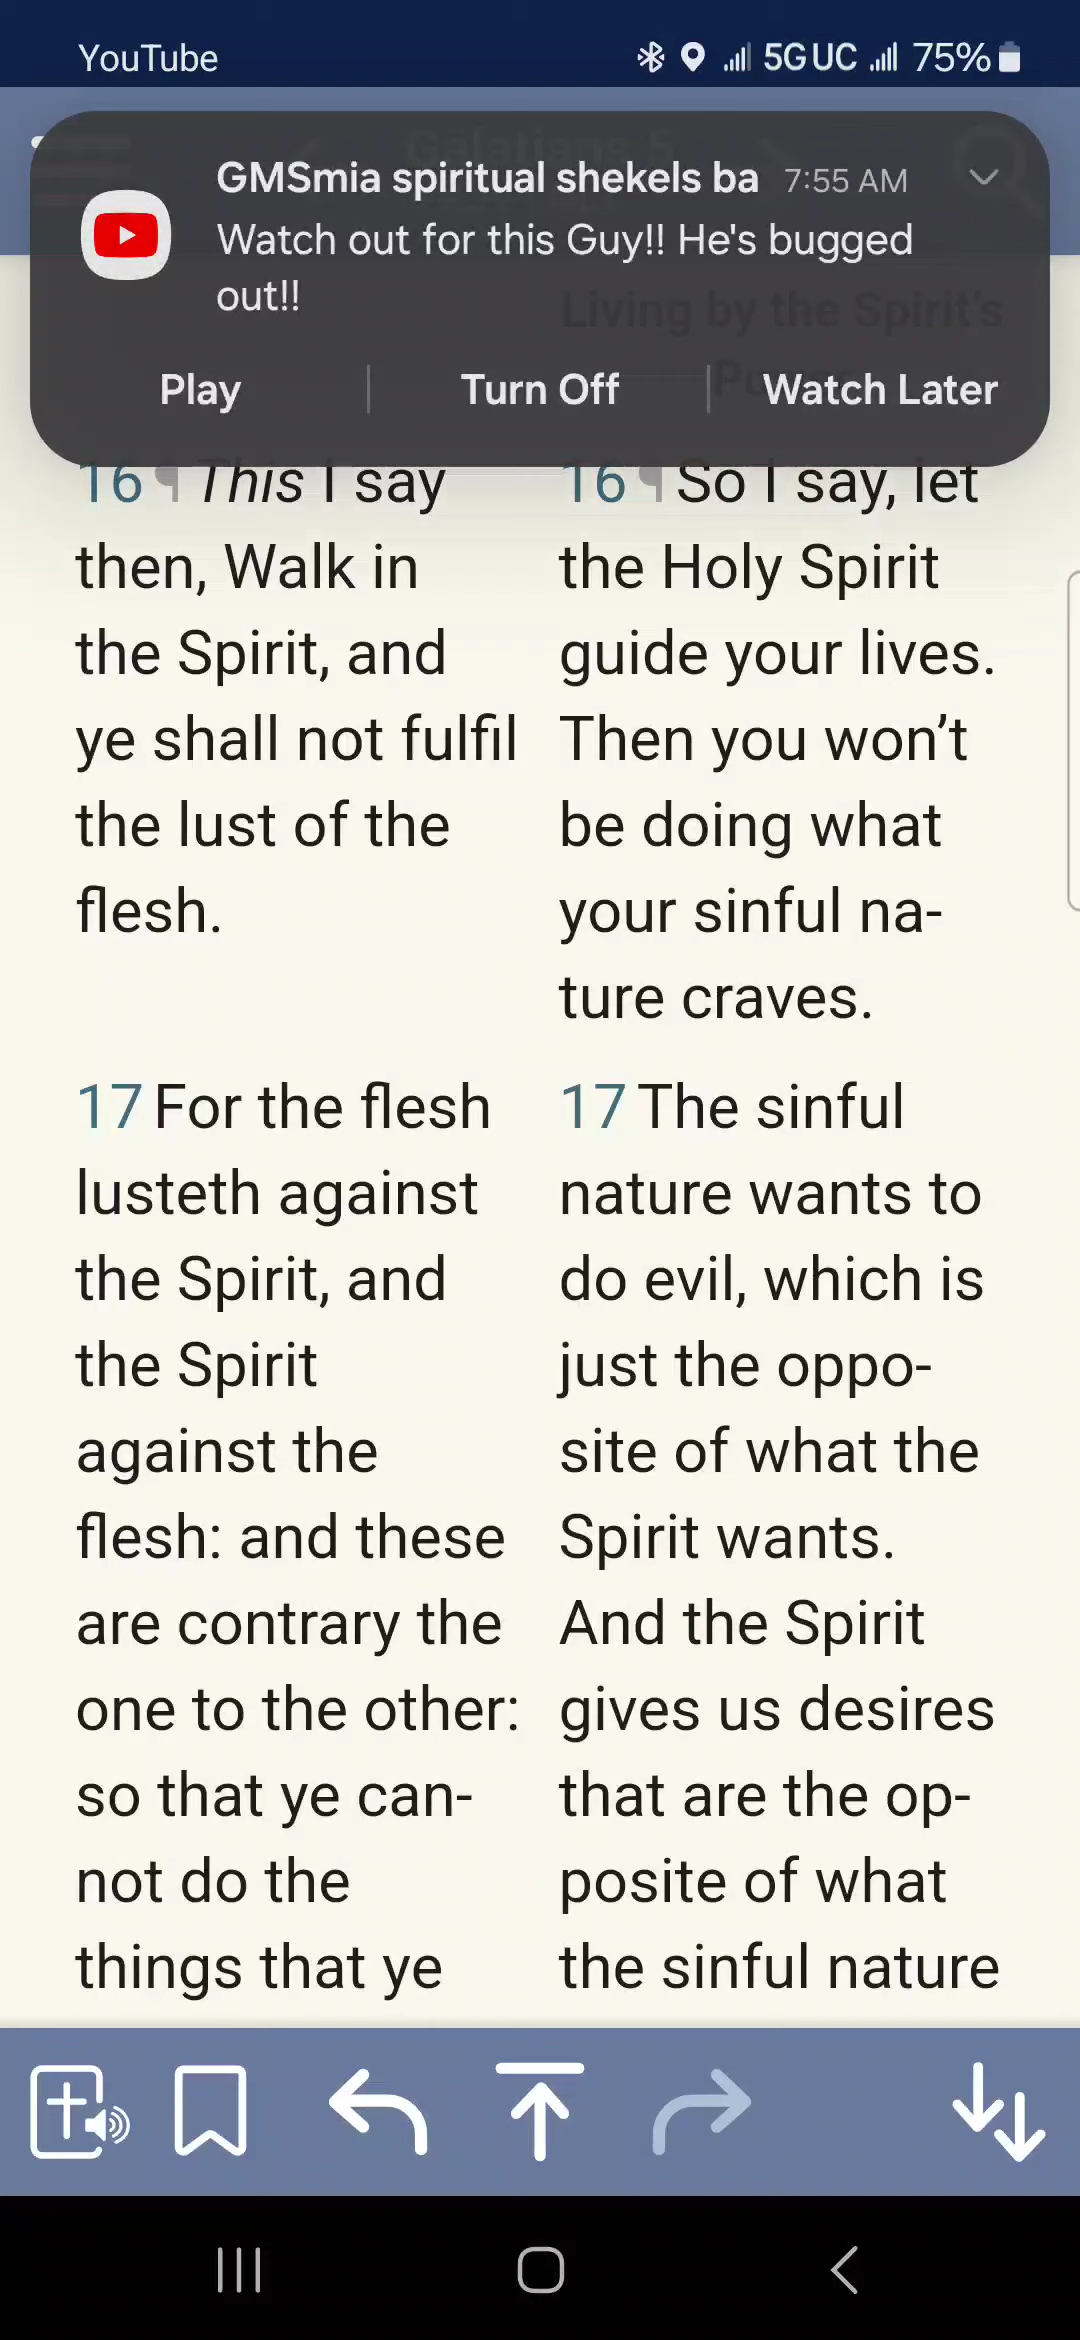 YouTube
5G UC 75%
Galatians 5
GMSmia spiritual shekels ba 7:55 AM
Watch out for this Guy!! He's bugged
out!!
Play
Turn Off
Watch Later
Living by the Spirit's
16 ¶ This I say
then, Walk in
the Spirit, and
ye shall not fulfil
the lust of the
flesh.
17 For the flesh
lusteth against
the Spirit, and
the Spirit
against the
flesh: and these
are contrary the
one to the other:
so that ye can-
not do the
things that ye
16 ¶ So I say, let
the Holy Spirit
guide your lives.
Then you won't
be doing what
your sinful na-
ture craves.
17 The sinful
nature wants to
do evil, which is
just the oppo-
site of what the
Spirit wants.
And the Spirit
gives us desires
that are the op-
posite of what
the sinful nature